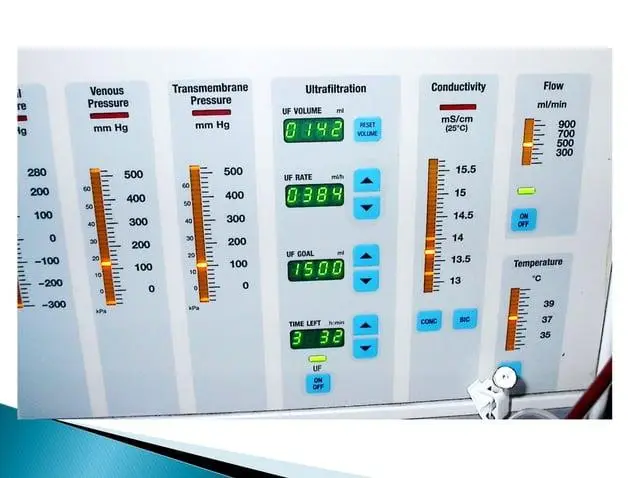 al
re
Hg
280
200
100
0
-100
-200
-300
Venous
Pressure
mm Hg
60
50
40
30
20
10
0
kPa
500
400
300
200
100
0
Transmembrane
Pressure
mm Hg
60
50
40
30
20
10
0
kPa
500
400
300
200
100
0
Ultrafiltration
UF VOLUME ml
0142
RESET
VOLUME
UF RATE ml/h
0384
UF GOAL ml
1500
TIME LEFT h:min
3 32
UF
ON
OFF
Conductivity
mS/cm
(25°C)
15.5
15
14.5
14
13.5
13
CONC
BIC
Flow
ml/min
900
700
500
300
ON
OFF
Temperature
°C
39
37
35